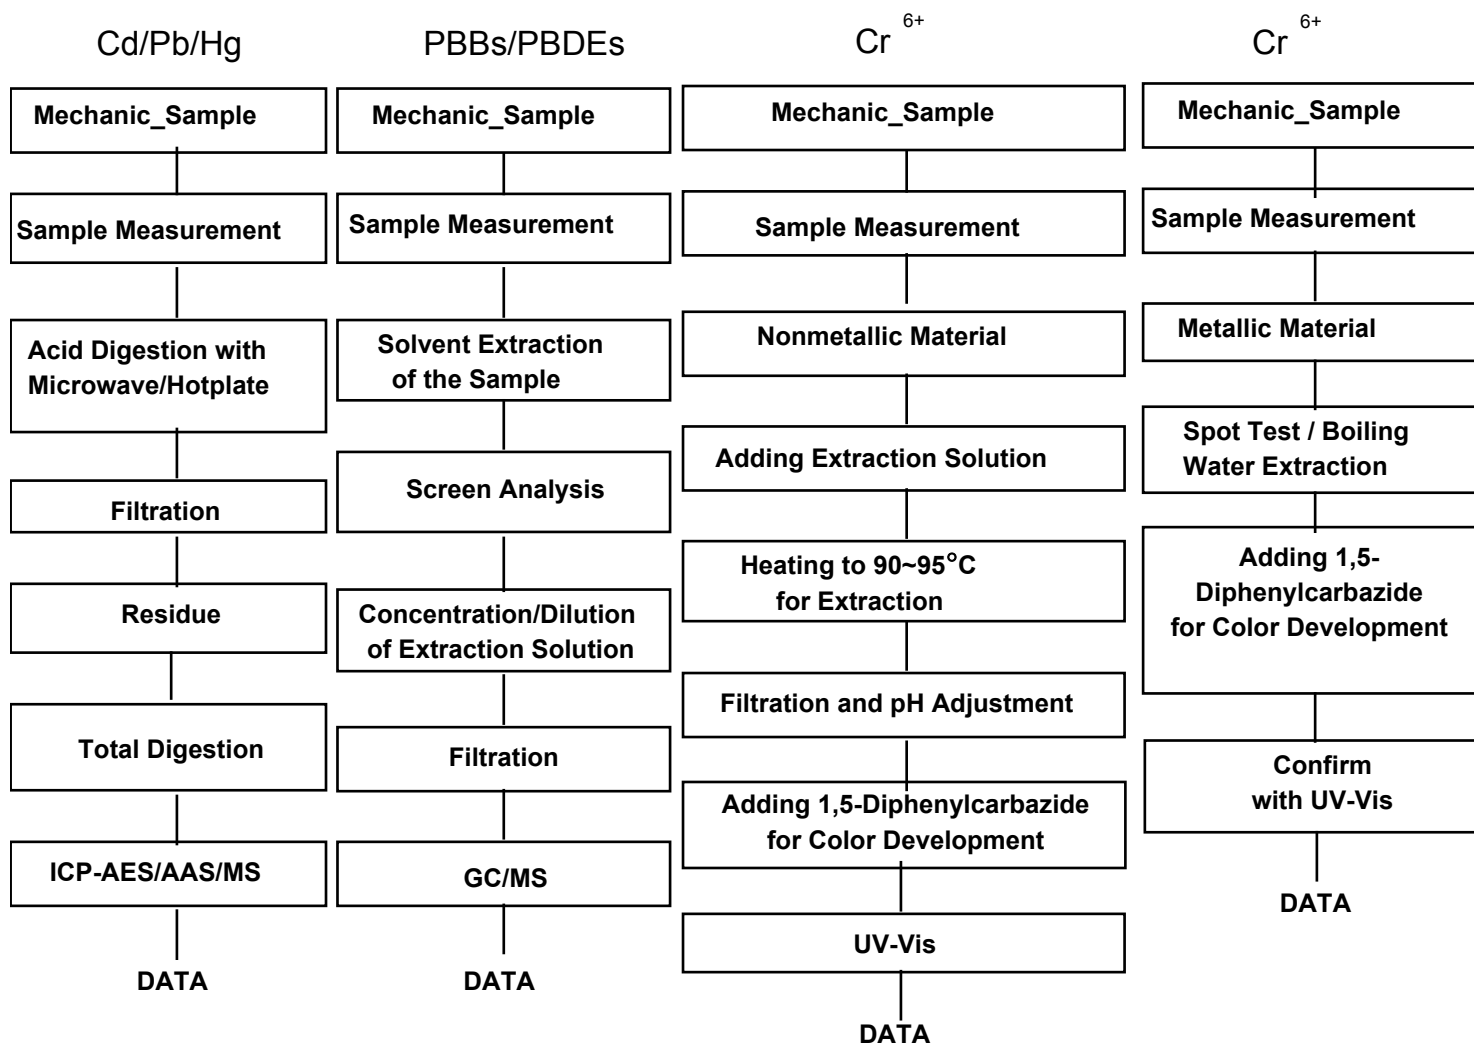 Cd/Pb/Hg
Mechanic_Sample
Sample Measurement
Acid Digestion with
Microwave/Hotplate
Filtration
Residue
Total Digestion
ICP-AES/AAS/MS
DATA
PBBs/PBDEs
Mechanic_Sample
Sample Measurement
Solvent Extraction
of the Sample
Screen Analysis
Concentration/Dilution
of Extraction Solution
Filtration
GC/MS
DATA
Cr 6+
Mechanic_Sample
Sample Measurement
Nonmetallic Material
Adding Extraction Solution
Heating to 90~95°C
for Extraction
Filtration and pH Adjustment
Adding 1,5-Diphenylcarbazide
for Color Development
UV-Vis
DATA
Cr 6+
Mechanic_Sample
Sample Measurement
Metallic Material
Spot Test / Boiling
Water Extraction
Adding 1,5-
Diphenylcarbazide
for Color Development
Confirm
with UV-Vis
DATA